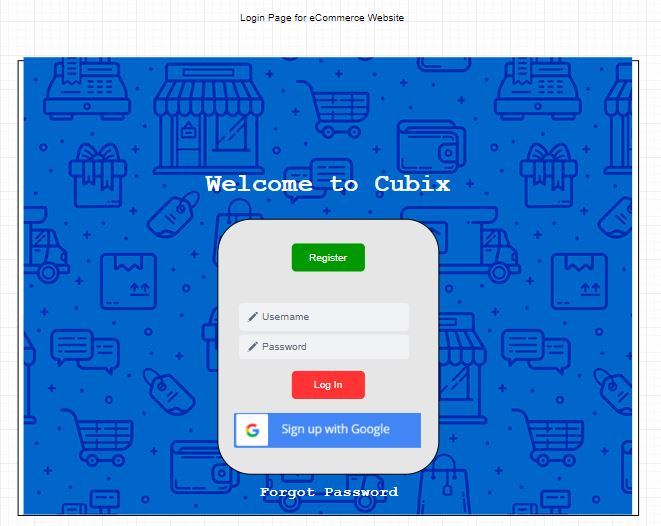 Login Page for eCommerce Website
Welcome to Cubix
Register
Username
Password
Log In
Sign up with Google
Forgot Password